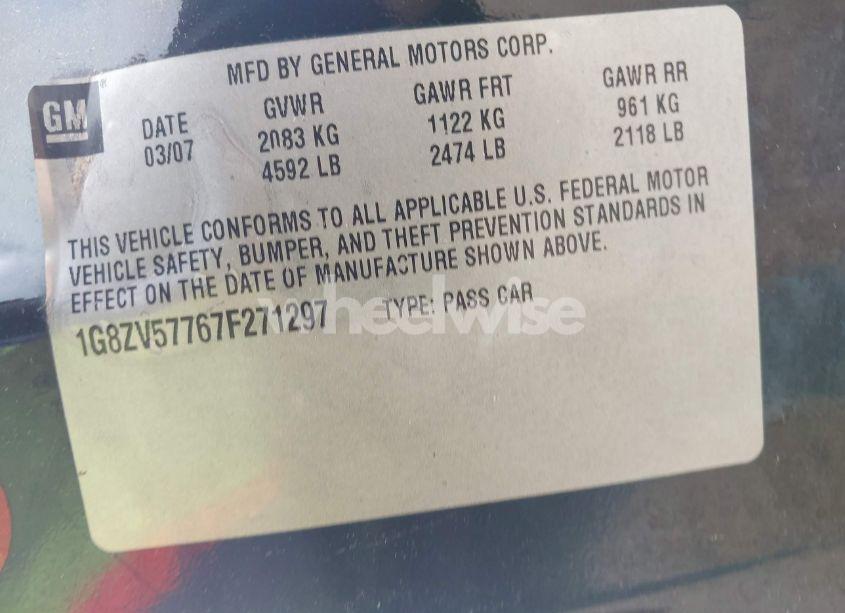 MFD BY GENERAL MOTORS CORP.
GM
DATE GVWR GAWR FRT GAWR RR
03/07 2083 KG 1122 KG 961 KG
4592 LB 2474 LB 2118 LB
THIS VEHICLE CONFORMS TO ALL APPLICABLE U.S. FEDERAL MOTOR
VEHICLE SAFETY, BUMPER, AND THEFT PREVENTION STANDARDS IN
EFFECT ON THE DATE OF MANUFACTURE SHOWN ABOVE.
1G8ZV57767F271297 TYPE: PASS CAR
wheelwise